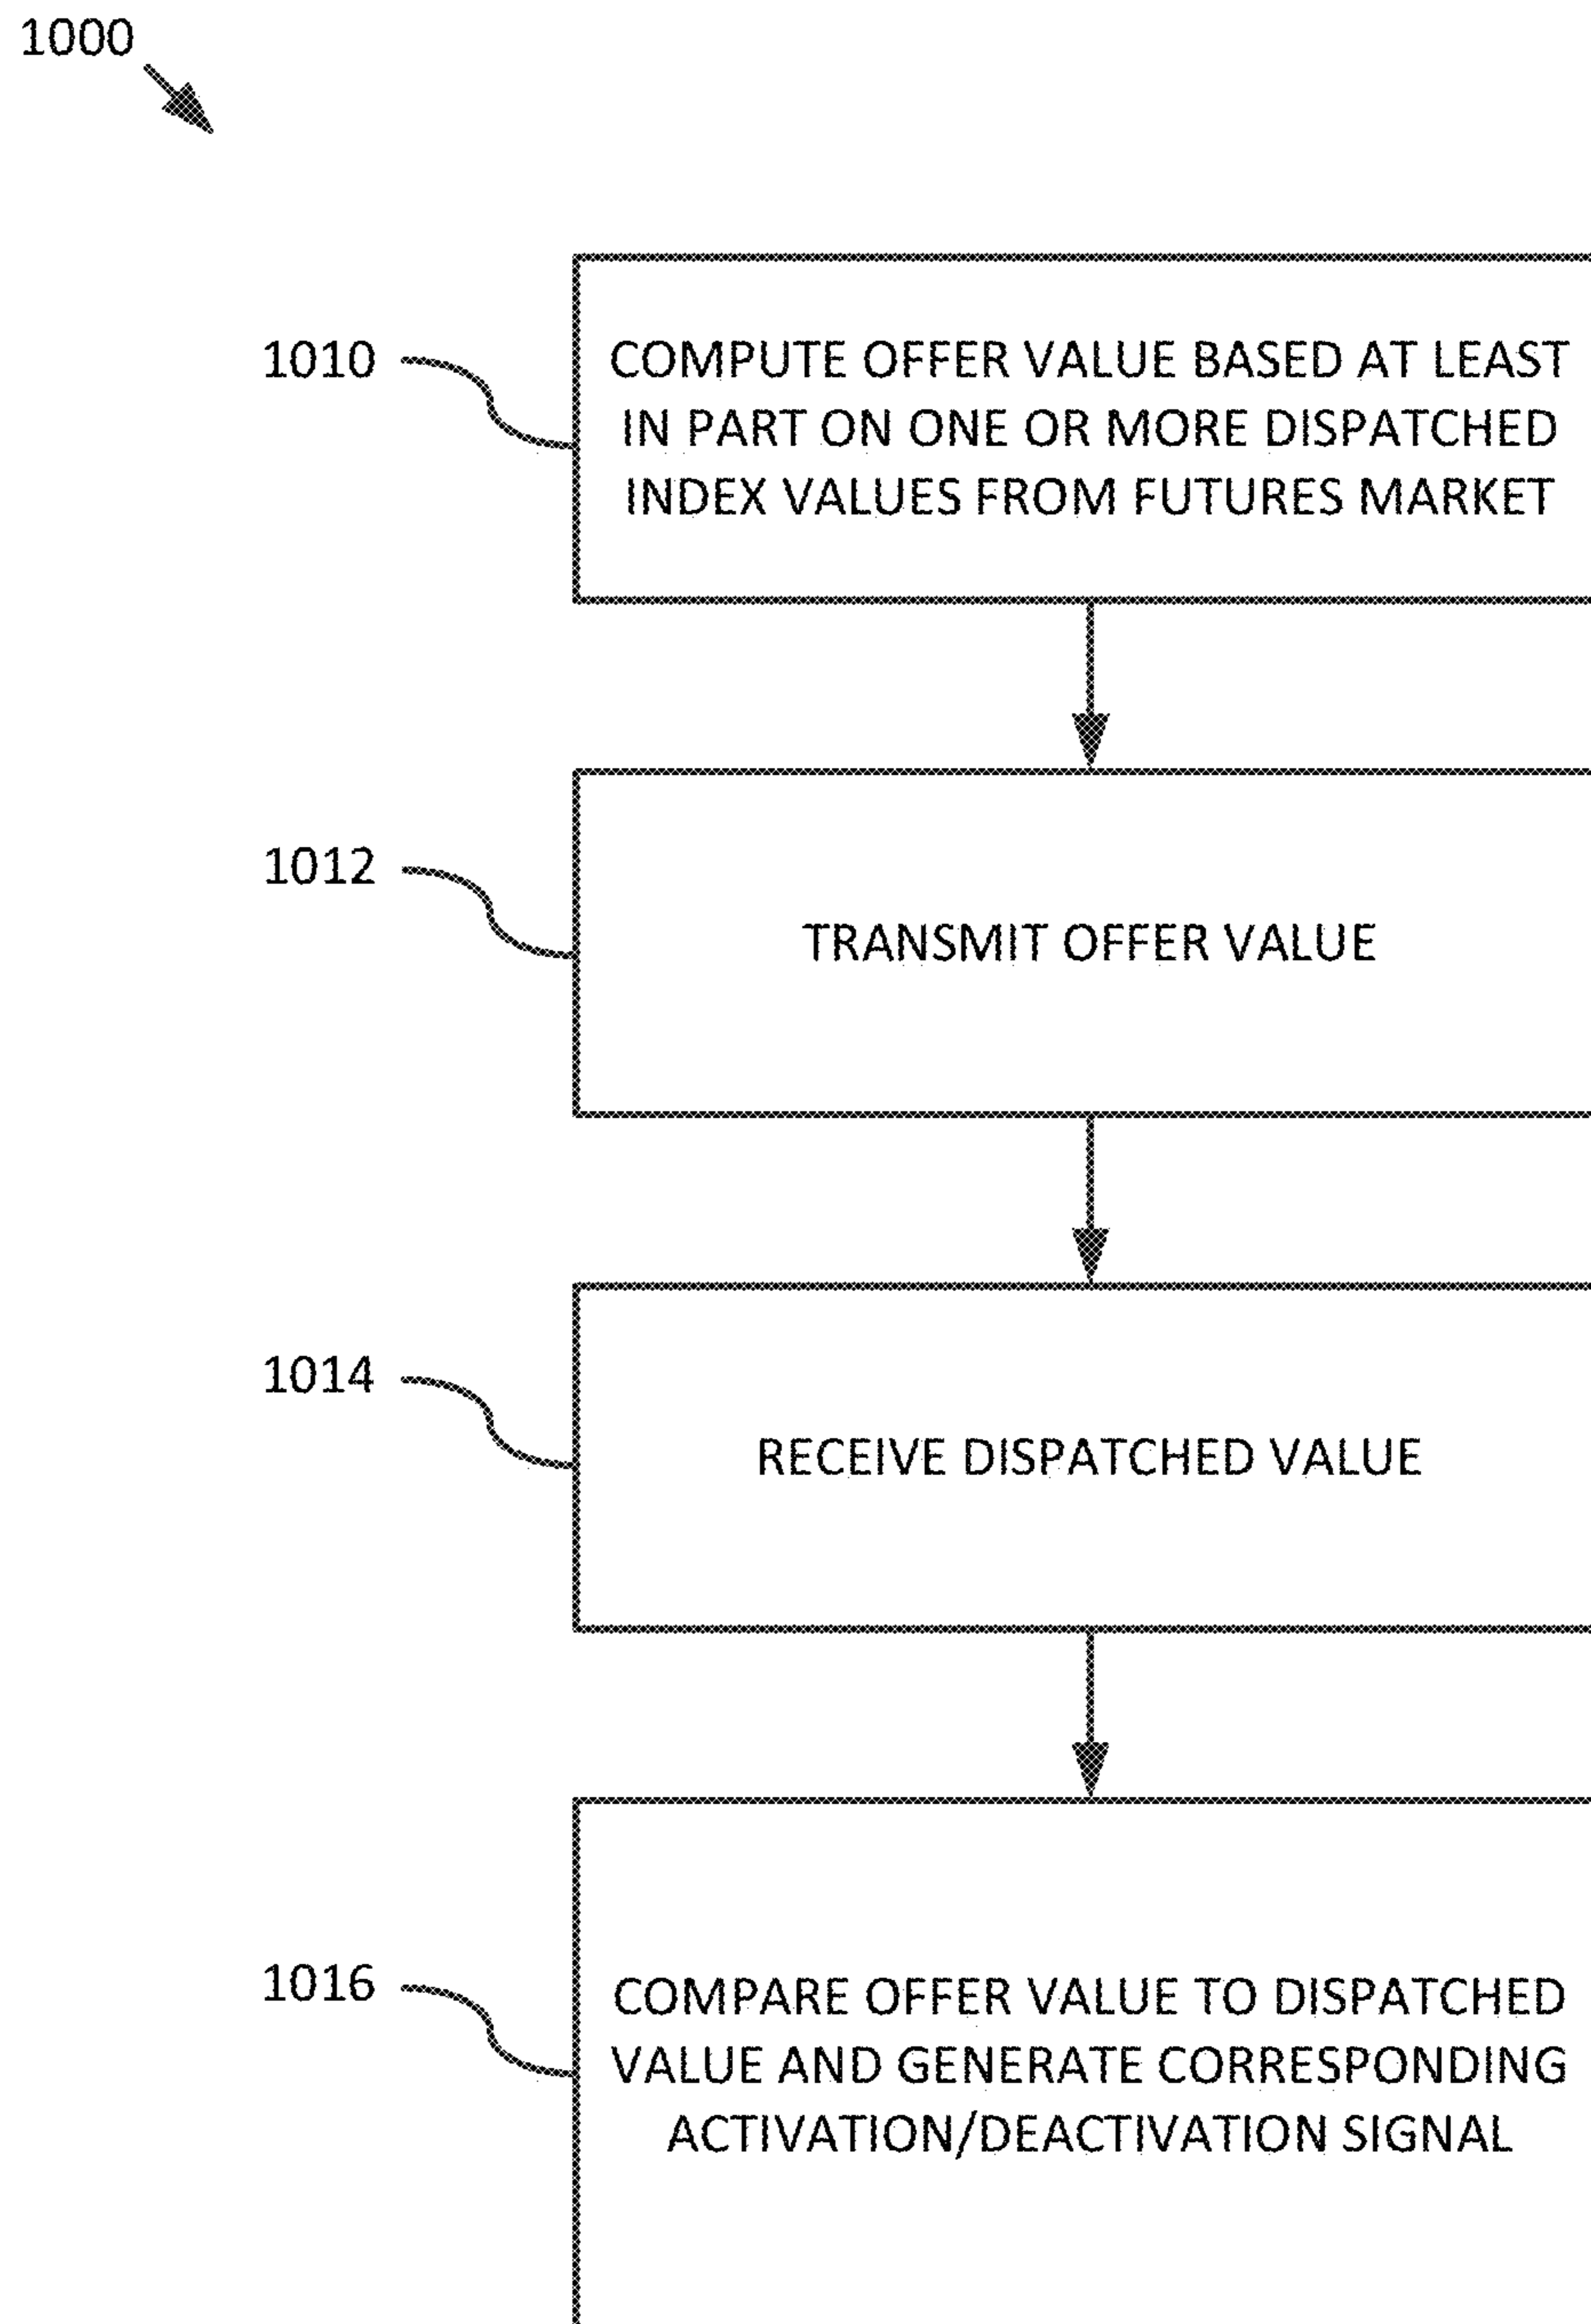 1000
1010
COMPUTE OFFER VALUE BASED AT LEAST
IN PART ON ONE OR MORE DISPATCHED
INDEX VALUES FROM FUTURES MARKET
1012
TRANSMIT OFFER VALUE
1014
RECEIVE DISPATCHED VALUE
1016
COMPARE OFFER VALUE TO DISPATCHED
VALUE AND GENERATE CORRESPONDING
ACTIVATION/DEACTIVATION SIGNAL